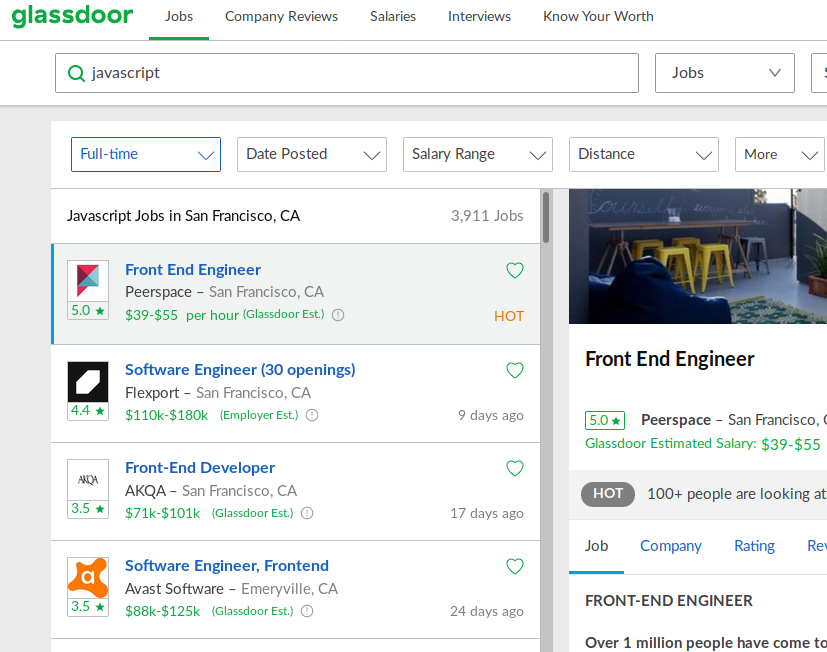 glassdoor Jobs Company Reviews Salaries Interviews Know Your Worth
javascript Jobs
Full-time Date Posted Salary Range Distance More
Javascript Jobs in San Francisco, CA 3,911 Jobs
Front End Engineer
Peerspace – San Francisco, CA
5.0 ★ $39-$55 per hour (Glassdoor Est.) HOT
Software Engineer (30 openings)
Flexport – San Francisco, CA
4.4 ★ $110k-$180k (Employer Est.) 9 days ago
Front-End Developer
AKQA
AKQA – San Francisco, CA
3.5 ★ $71k-$101k (Glassdoor Est.) 17 days ago
Software Engineer, Frontend
a
Avast Software – Emeryville, CA
3.5 ★ $88k-$125k (Glassdoor Est.) 24 days ago
Front End Engineer
5.0 ★ Peerspace – San Francisco,
Glassdoor Estimated Salary: $39-$55
HOT 100+ people are looking at
Job Company Rating Rev
FRONT-END ENGINEER
Over 1 million people have come to